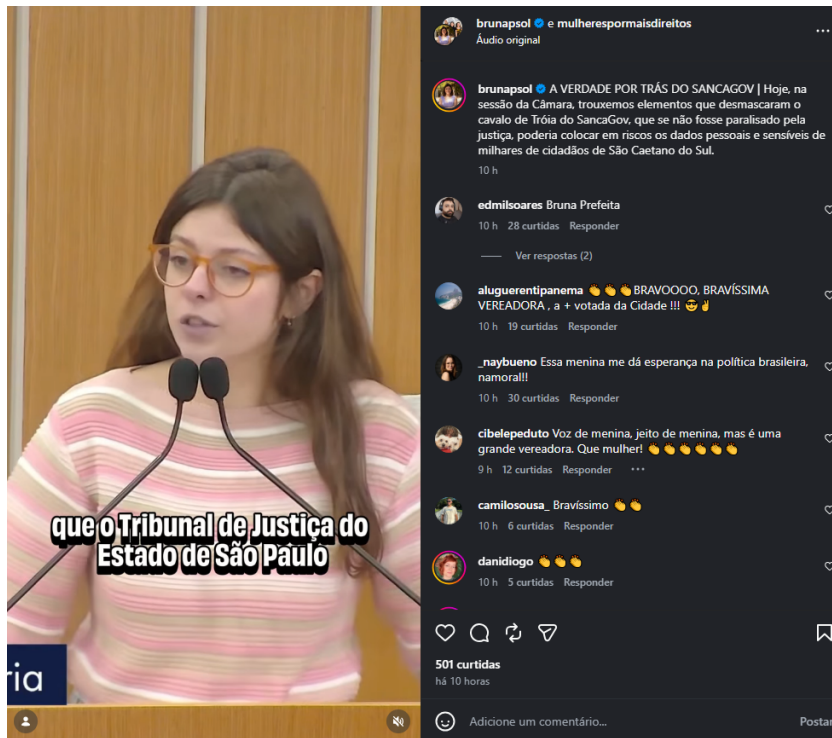 brunapsol e mulherespormaisdireitos
Áudio original
brunapsol A VERDADE POR TRÁS DO SANCAGOV | Hoje, na
sessão da Câmara, trouxemos elementos que desmascaram o
cavalo de Tróia do SancaGov, que se não fosse paralisado pela
justiça, poderia colocar em riscos os dados pessoais e sensíveis de
milhares de cidadãos de São Caetano do Sul.
10 h
edmilsoares Bruna Prefeita
10 h 28 curtidas Responder
Ver respostas (2)
aluguerentipanema 👏👏👏BRAVOOOO, BRAVÍSSIMA
VEREADORA , a + votada da Cidade !!! 😎✌
10 h 19 curtidas Responder
_naybueno Essa menina me dá esperança na política brasileira,
namoral!!
10 h 30 curtidas Responder
cibelepeduto Voz de menina, jeito de menina, mas é uma
grande vereadora. Que mulher! 👏👏👏👏👏👏
9 h 12 curtidas Responder
camilosousa_ Bravíssimo 👏👏
10 h 6 curtidas Responder
danidiogo 👏👏👏
10 h 5 curtidas Responder
501 curtidas
há 10 horas
Adicione um comentário...
Postar
que o Tribunal de Justiça do
Estado de São Paulo
ria